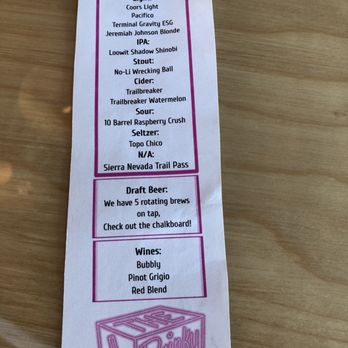 Coors Light
Pacifico
Terminal Gravity ESG
Jeremiah Johnson Blonde
IPA:
Loowit Shadow Shinobi
Stout:
No-Li Wrecking Ball
Cider:
Trailbreaker
Trailbreaker Watermelon
Sour:
10 Barrel Raspberry Crush
Seltzer:
Topo Chico
N/A:
Sierra Nevada Trail Pass
Draft Beer:
We have 5 rotating brews
on tap,
Check out the chalkboard!
Wines:
Bubbly
Pinot Grigio
Red Blend
THE
Drinky